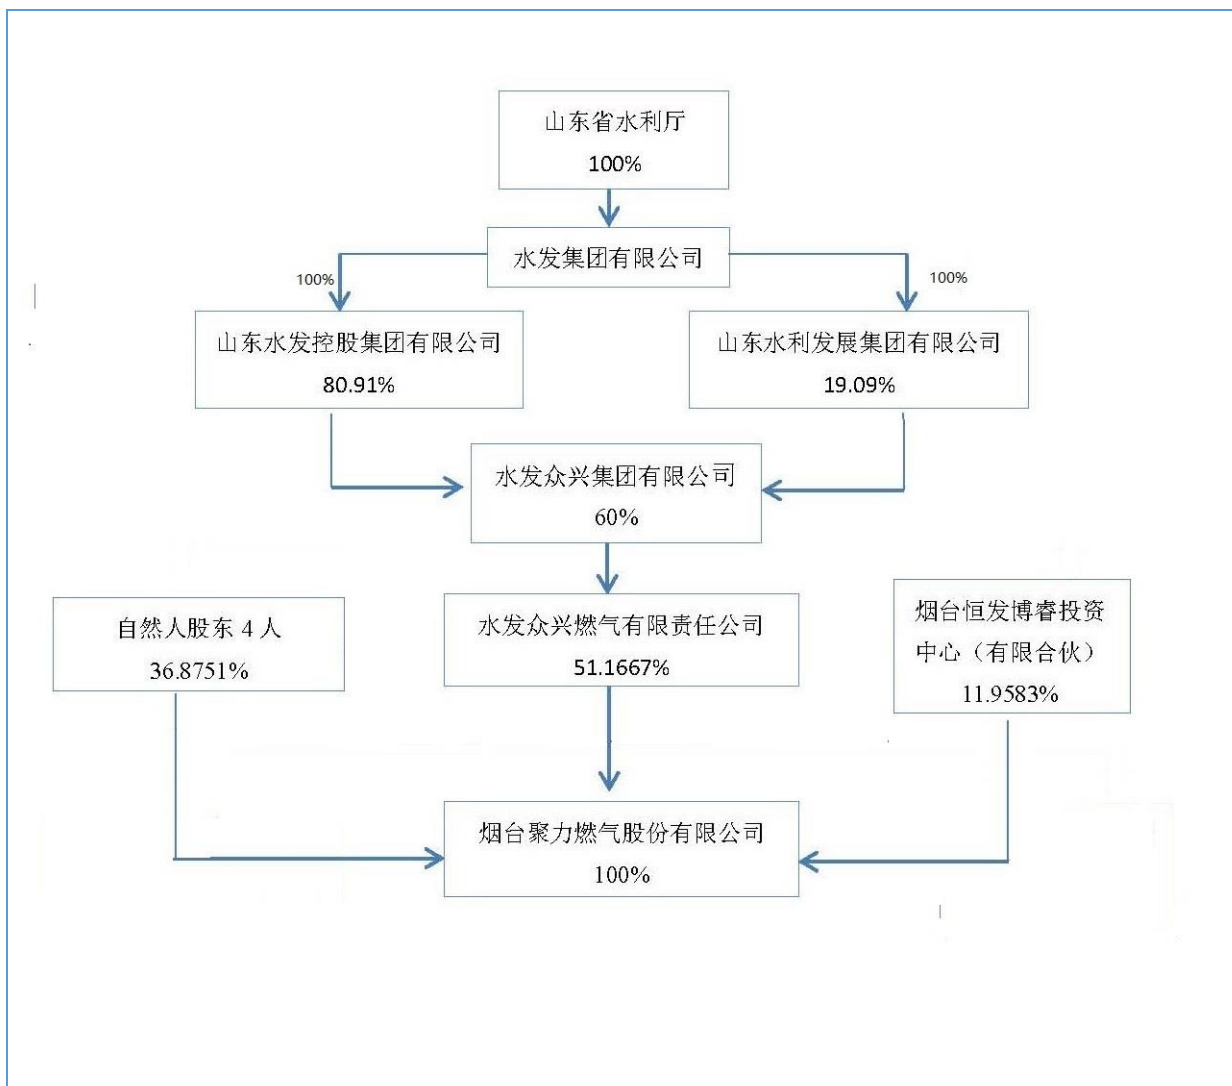 山东省水利厅
100%
水发集团有限公司
100%
100%
山东水发控股集团有限公司
80.91%
山东水利发展集团有限公司
19.09%
水发众兴集团有限公司
60%
自然人股东 4 人
36.8751%
水发众兴燃气有限责任公司
51.1667%
烟台恒发博睿投资
中心（有限合伙）
11.9583%
烟台聚力燃气股份有限公司
100%